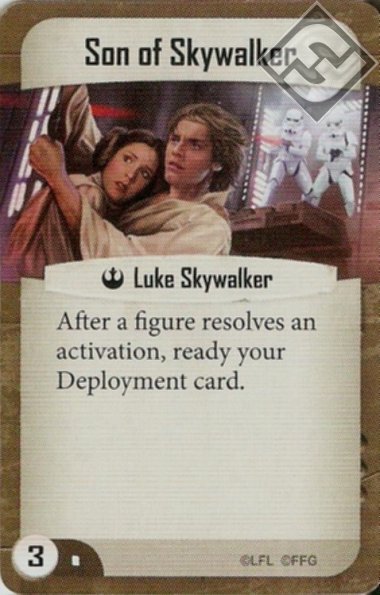 Son of Skywalker
Luke Skywalker
After a figure resolves an
activation, ready your
Deployment card.
3
©LFL ©FFG